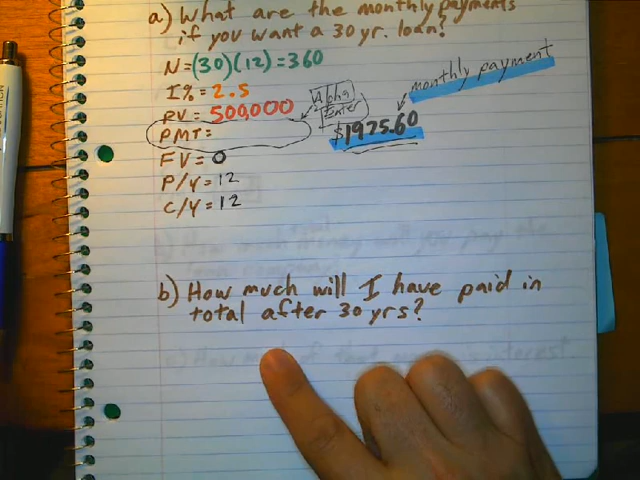 a) What are the monthly payments
if you want a 30 yr. loan?
N=(30)(12)=360
I%=2.5
PV=500,000
PMT=
Alpha
Enter
$1975.60
monthly payment
FV=0
P/Y=12
C/Y=12
b) How much will I have paid in
total after 30 yrs?